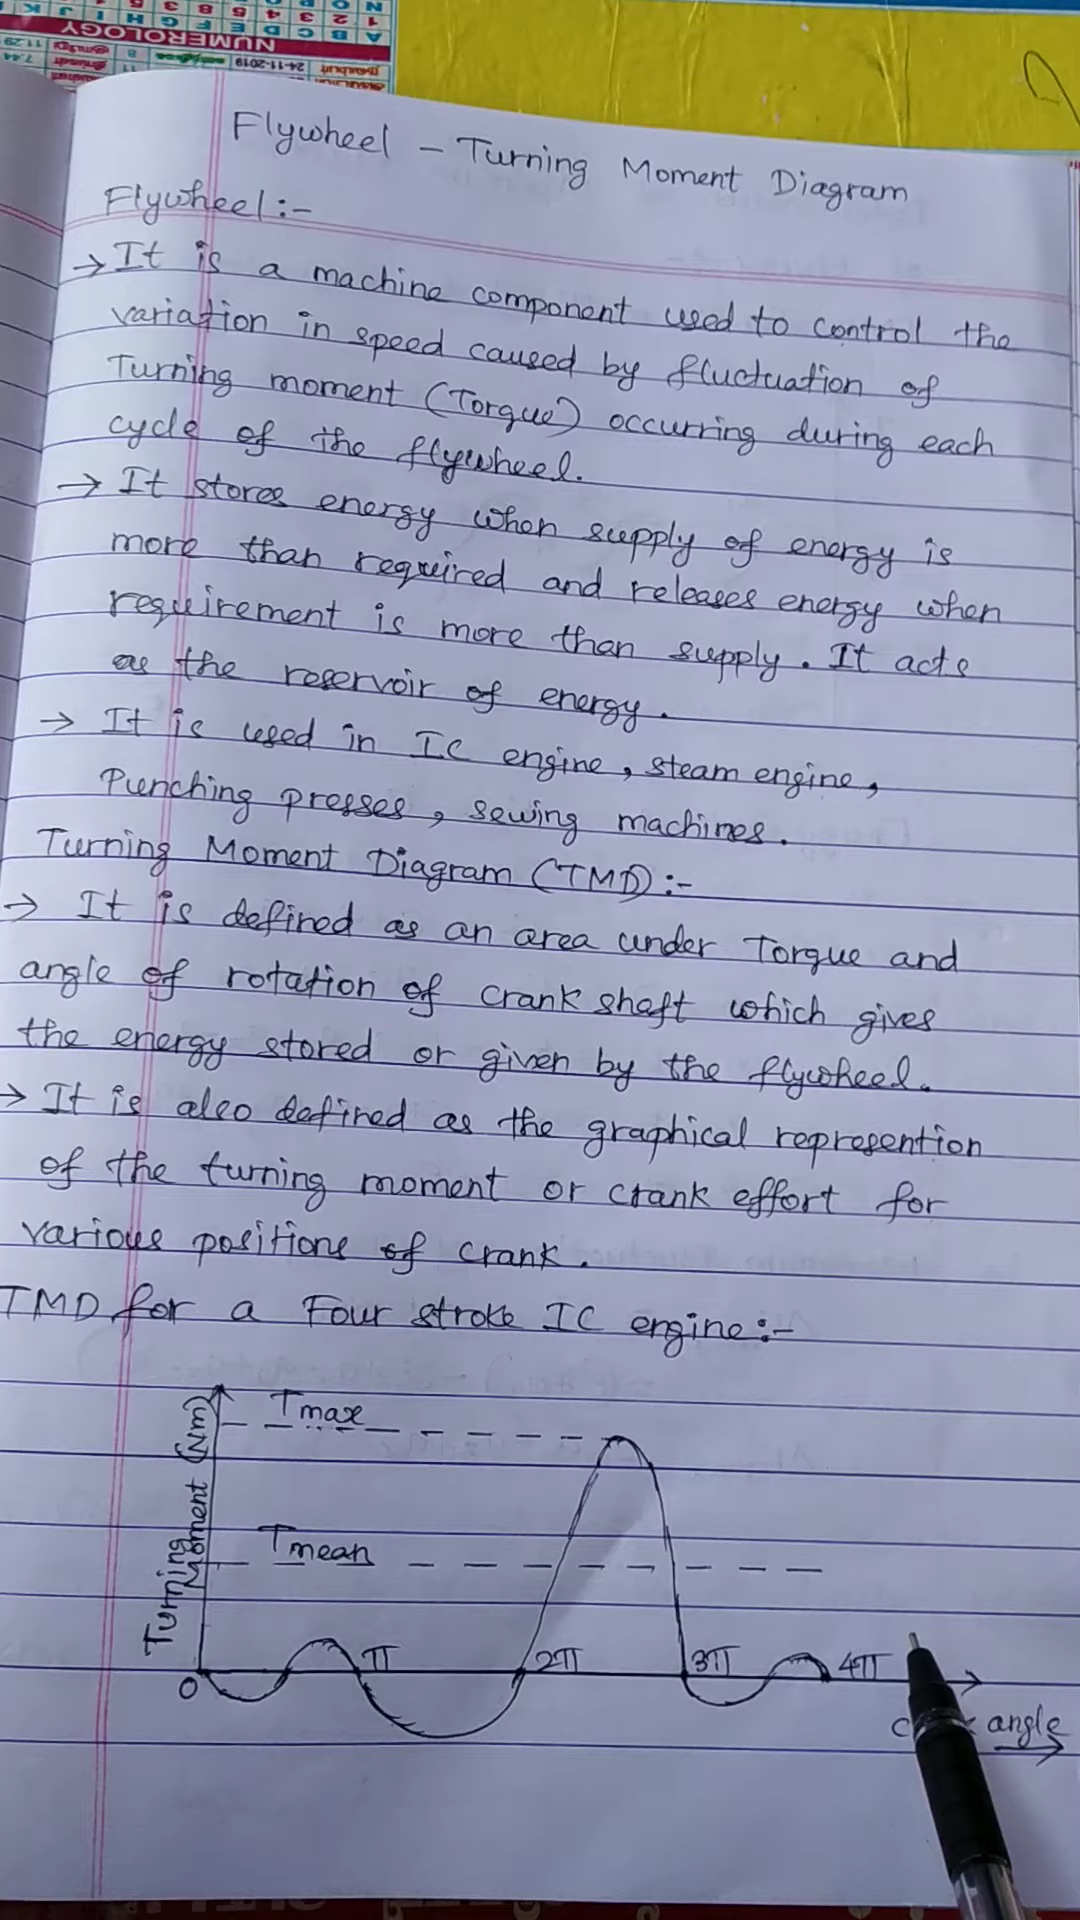 NUMEROLOGY
24-11-2019
Flywheel - Turning Moment Diagram
Flywheel:-
→ It is a machine component used to control the
variation in speed caused by fluctuation of
Turning moment (Torque) occurring during each
cycle of the flywheel.
→ It stores energy when supply of energy is
more than required and releases energy when
requirement is more than supply. It acts
as the reservoir of energy.
→ It is used in IC engine, steam engine,
Punching presses, sewing machines.
Turning Moment Diagram (TMD):-
→ It is defined as an area under Torque and
angle of rotation of crank shaft which gives
the energy stored or given by the flywheel.
→ It is also defined as the graphical represention
of the turning moment or crank effort for
various positions of crank.
TMD for a Four stroke IC engine:-
Tmax
Tmean
Turning
Moment (Nm)
0 π 2π 3π 4π
angle